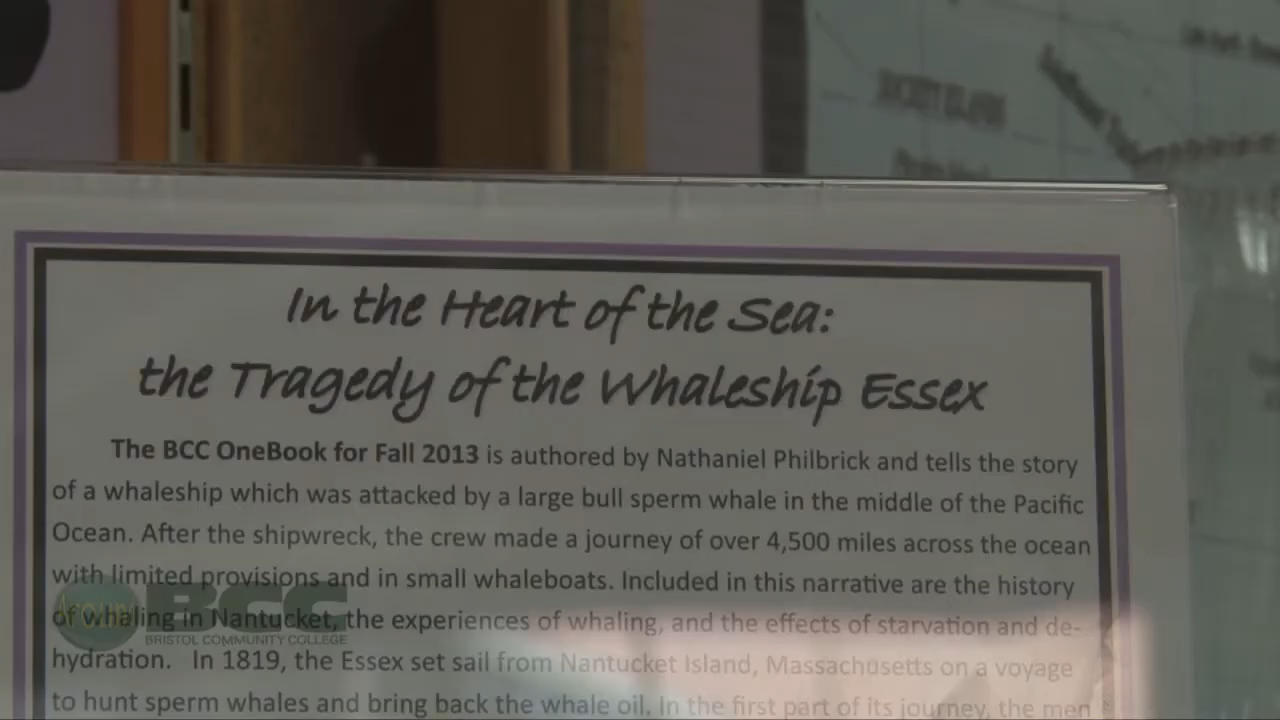 SOCIETY ISLANDS
In the Heart of the Sea:
the Tragedy of the Whaleship Essex
The BCC OneBook for Fall 2013 is authored by Nathaniel Philbrick and tells the story
of a whaleship which was attacked by a large bull sperm whale in the middle of the Pacific
Ocean. After the shipwreck, the crew made a journey of over 4,500 miles across the ocean
with limited provisions and in small whaleboats. Included in this narrative are the history
of whaling in Nantucket, the experiences of whaling, and the effects of starvation and de-
hydration. In 1819, the Essex set sail from Nantucket Island, Massachusetts on a voyage
to hunt sperm whales and bring back the whale oil. In the first part of its journey, the men
BCC
BRISTOL COMMUNITY COLLEGE